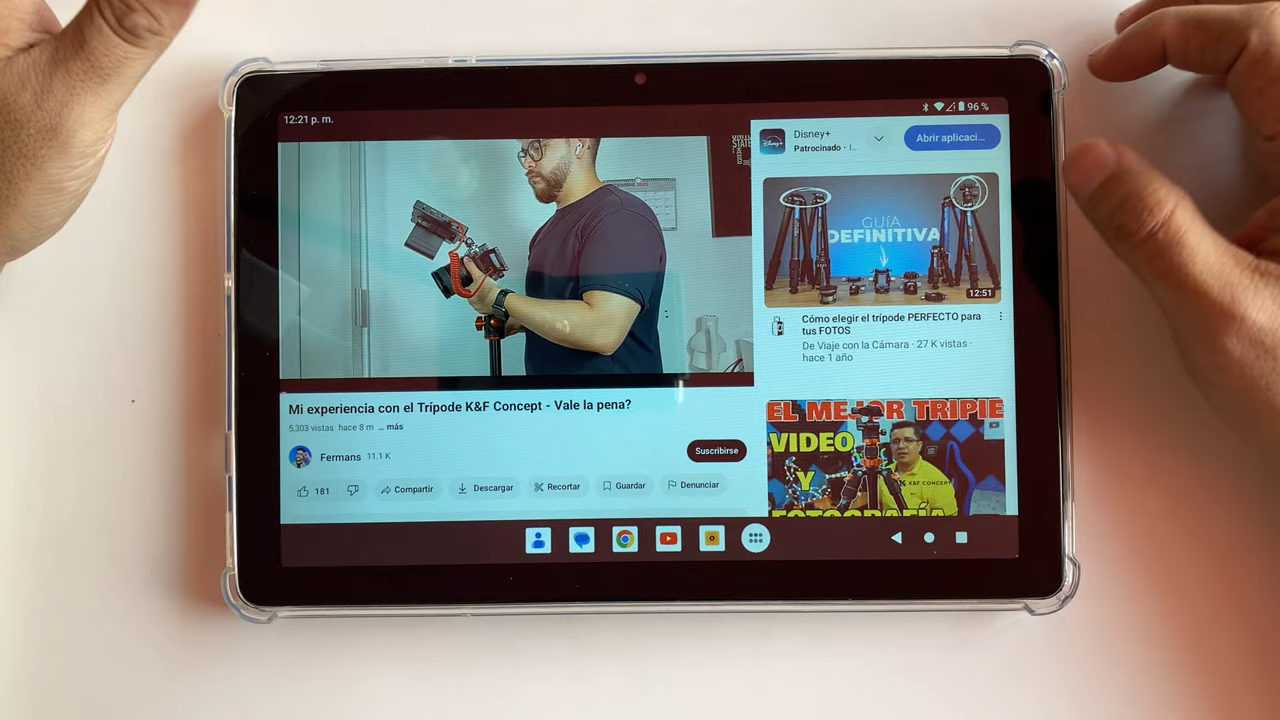 12:21 p. m.
96 %
Mi experiencia con el Trípode K&F Concept - Vale la pena?
5,303 vistas hace 8 m ... más
Fermans 11.1 K
Suscribirse
181
Compartir
Descargar
Recortar
Guardar
Denunciar
Disney+
Patrocinado · I...
Abrir aplicaci...
GUÍA
DEFINITIVA
12:51
Cómo elegir el trípode PERFECTO para
tus FOTOS
De Viaje con la Cámara · 27 K vistas ·
hace 1 año
EL MEJOR TRIPIE
VIDEO
Y
K&F CONCEPT
FOTOGRAFÍA